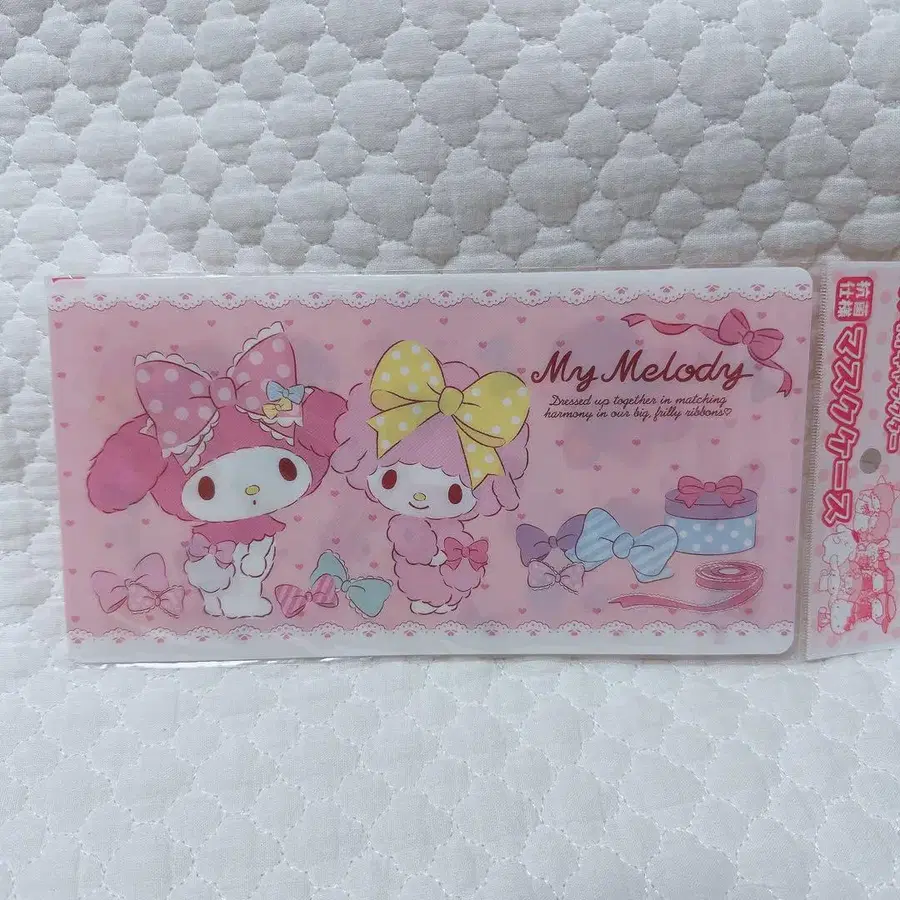 My Melody
Dressed up together in matching
harmony in our big, frilly ribbons♡
抗菌
仕様
マスクケース